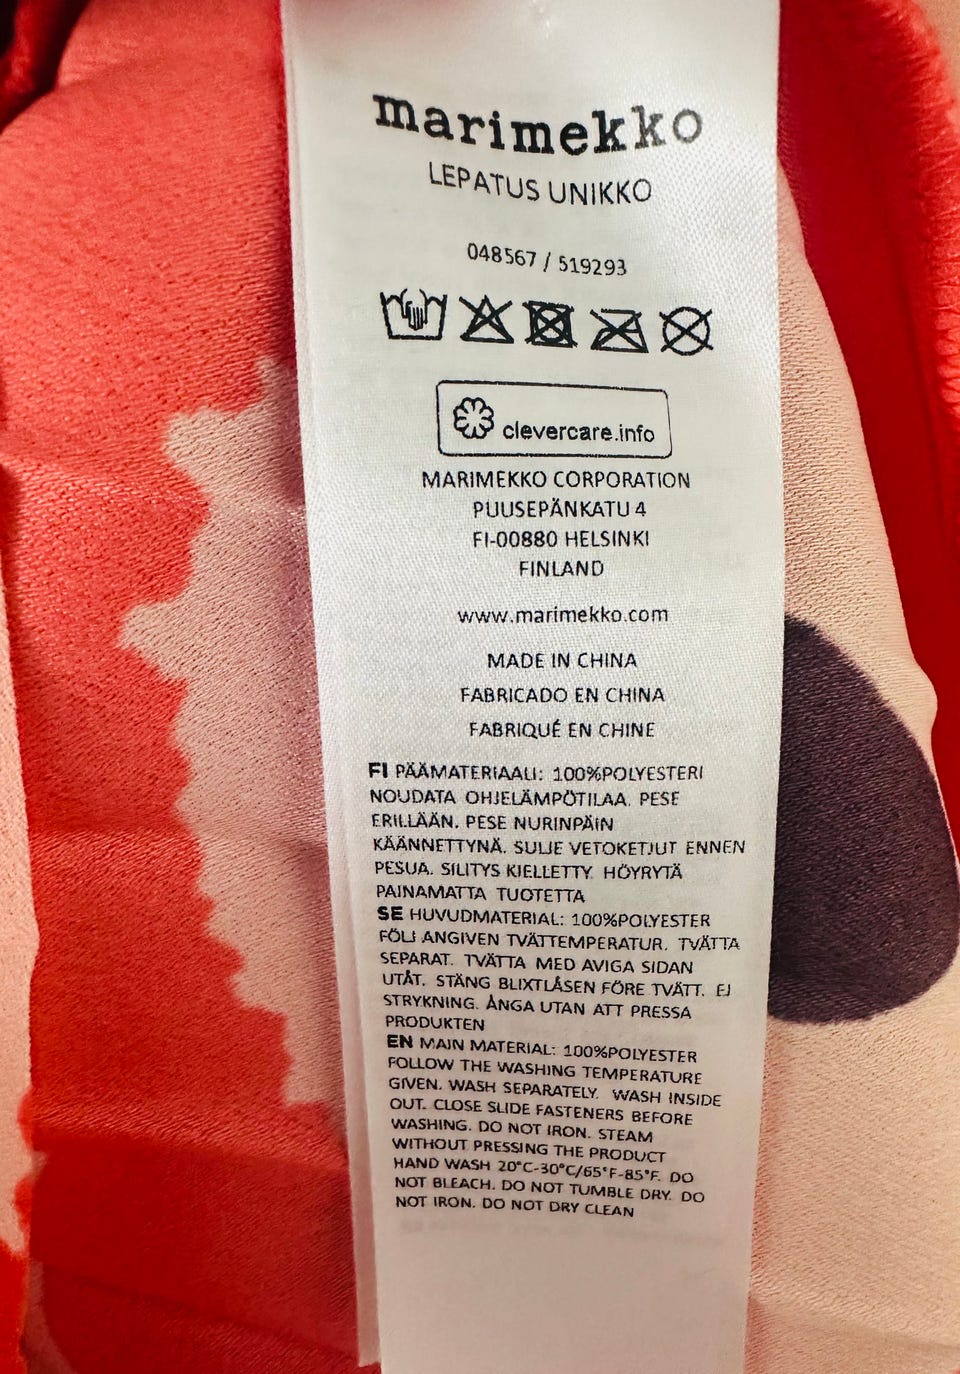 marimekko
LEPATUS UNIKKO
048567 / 519293
clevercare.info
MARIMEKKO CORPORATION
PUUSEPÄNKATU 4
FI-00880 HELSINKI
FINLAND
www.marimekko.com
MADE IN CHINA
FABRICADO EN CHINA
FABRIQUÉ EN CHINE
FI PÄÄMATERIAALI: 100%POLYESTERI
NOUDATA OHJELÄMPÖTILAA. PESE
ERILLÄÄN. PESE NURINPÄIN
KÄÄNNETTYNÄ. SULJE VETOKETJUT ENNEN
PESUA. SILITYS KIELLETTY. HÖYRYTÄ
PAINAMATTA TUOTETTA
SE HUVUDMATERIAL: 100%POLYESTER
FÖLJ ANGIVEN TVÄTTEMPERATUR. TVÄTTA
SEPARAT. TVÄTTA MED AVIGA SIDAN
UTÅT. STÄNG BLIXTLÅSEN FÖRE TVÄTT. EJ
STRYKNING. ÅNGA UTAN ATT PRESSA
PRODUKTEN
EN MAIN MATERIAL: 100%POLYESTER
FOLLOW THE WASHING TEMPERATURE
GIVEN. WASH SEPARATELY. WASH INSIDE
OUT. CLOSE SLIDE FASTENERS BEFORE
WASHING. DO NOT IRON. STEAM
WITHOUT PRESSING THE PRODUCT
HAND WASH 20°C-30°C/65°F-85°F. DO
NOT BLEACH. DO NOT TUMBLE DRY. DO
NOT IRON. DO NOT DRY CLEAN